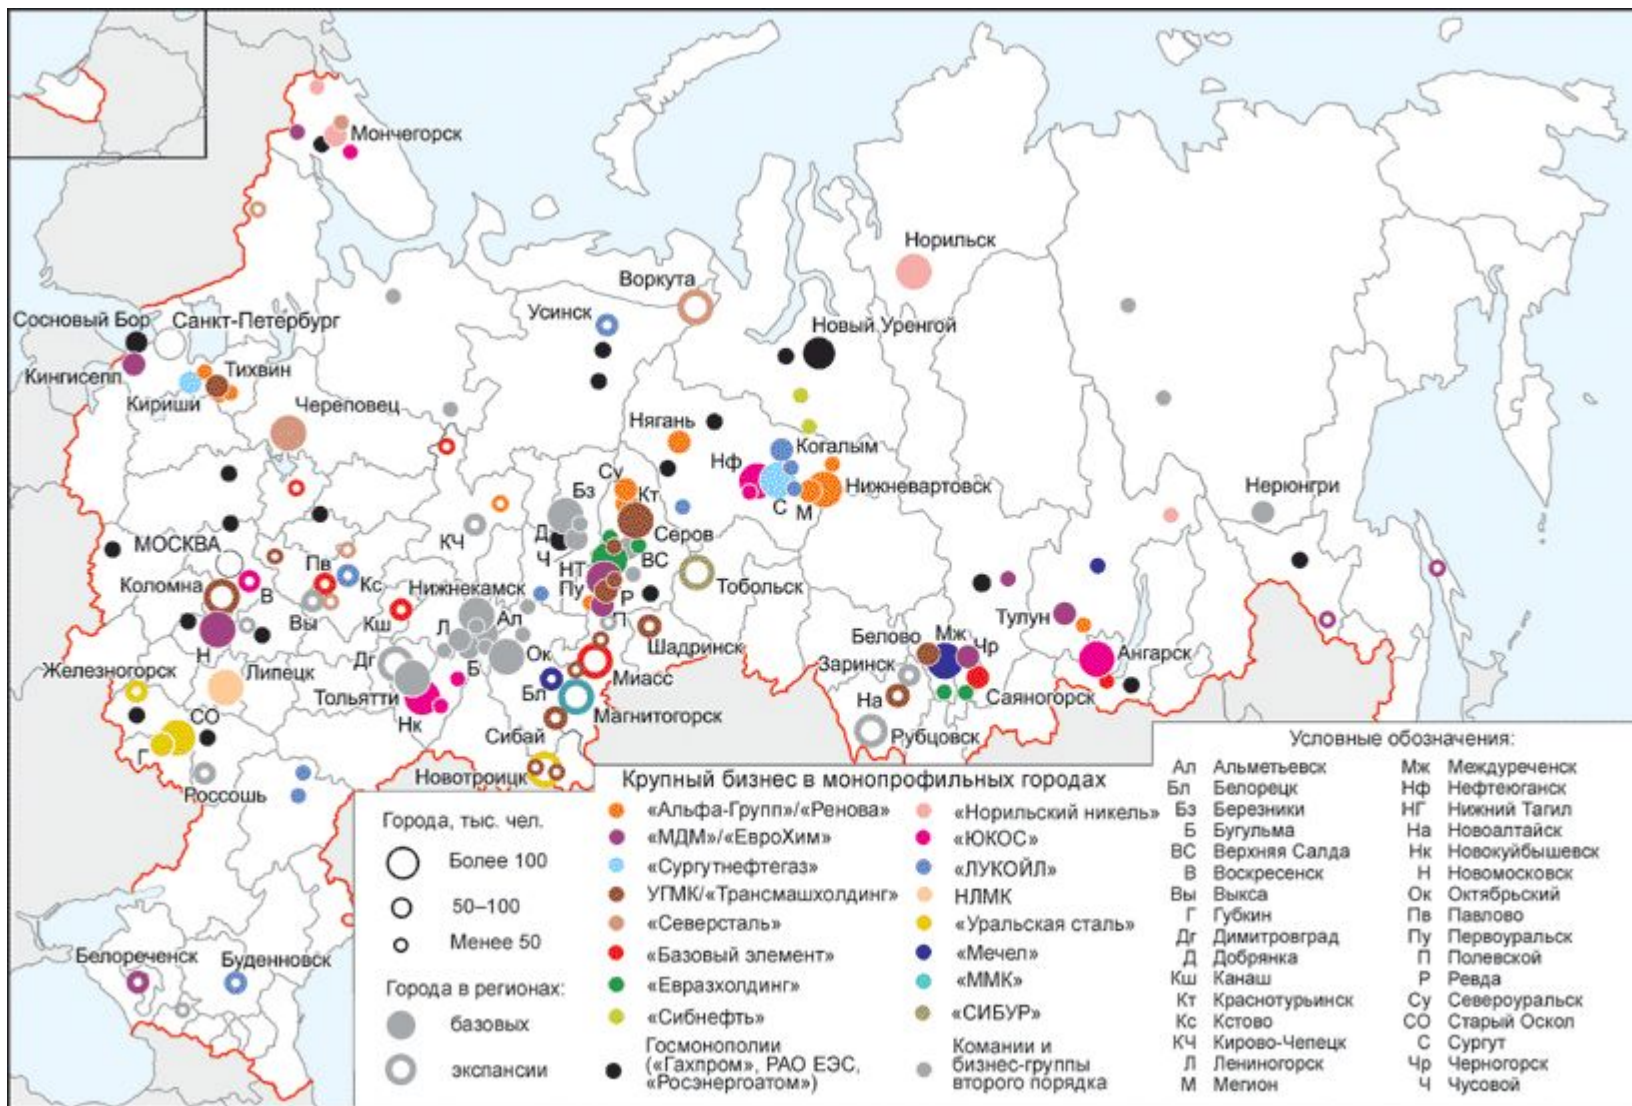 Мончегорск
Норильск
Воркута
Усинск
Новый Уренгой
Сосновый Бор
Санкт-Петербург
Кингисепп
Тихвин
Кириши
Череповец
Нягань
Когалым
Нф
С
М
Нижневартовск
Нерюнгри
Су
Кт
Бз
Серов
КЧ
Д
Ч
ВС
НТ
Пу
Р
П
Тобольск
МОСКВА
Коломна
В
Пв
Кс
Вы
Нижнекамск
Кш
Ал
Л
Б
Ок
Шадринск
Н
Железногорск
Липецк
Дг
Тольятти
Нк
Бл
Миасс
Магнитогорск
Сибай
Новотроицк
СО
Г
Россошь
Белореченск
Буденновск
Тулун
Белово
Мж
Чр
Ангарск
Заринск
Саяногорск
На
Рубцовск
Города, тыс. чел.
Более 100
50–100
Менее 50
Города в регионах:
базовых
экспансии
Крупный бизнес в монопрофильных городах
«Альфа-Групп»/«Ренова»
«МДМ»/«ЕвроХим»
«Сургутнефтегаз»
УГМК/«Трансмашхолдинг»
«Северсталь»
«Базовый элемент»
«Евразхолдинг»
«Сибнефть»
Госмонополии
(«Гахпром», РАО ЕЭС,
«Росэнергоатом»)
«Норильский никель»
«ЮКОС»
«ЛУКОЙЛ»
НЛМК
«Уральская сталь»
«Мечел»
«ММК»
«СИБУР»
Комании и
бизнес-группы
второго порядка
Условные обозначения:
Ал Альметьевск
Бл Белорецк
Бз Березники
Б Бугульма
ВС Верхняя Салда
В Воскресенск
Вы Выкса
Г Губкин
Дг Димитровград
Д Добрянка
Кш Канаш
Кт Краснотурьинск
Кс Кстово
КЧ Кирово-Чепецк
Л Лениногорск
М Мегион
Мж Междуреченск
Нф Нефтеюганск
НГ Нижний Тагил
На Новоалтайск
Нк Новокуйбышевск
Н Новомосковск
Ок Октябрьский
Пв Павлово
Пу Первоуральск
П Полевской
Р Ревда
Су Североуральск
СО Старый Оскол
С Сургут
Чр Черногорск
Ч Чусовой